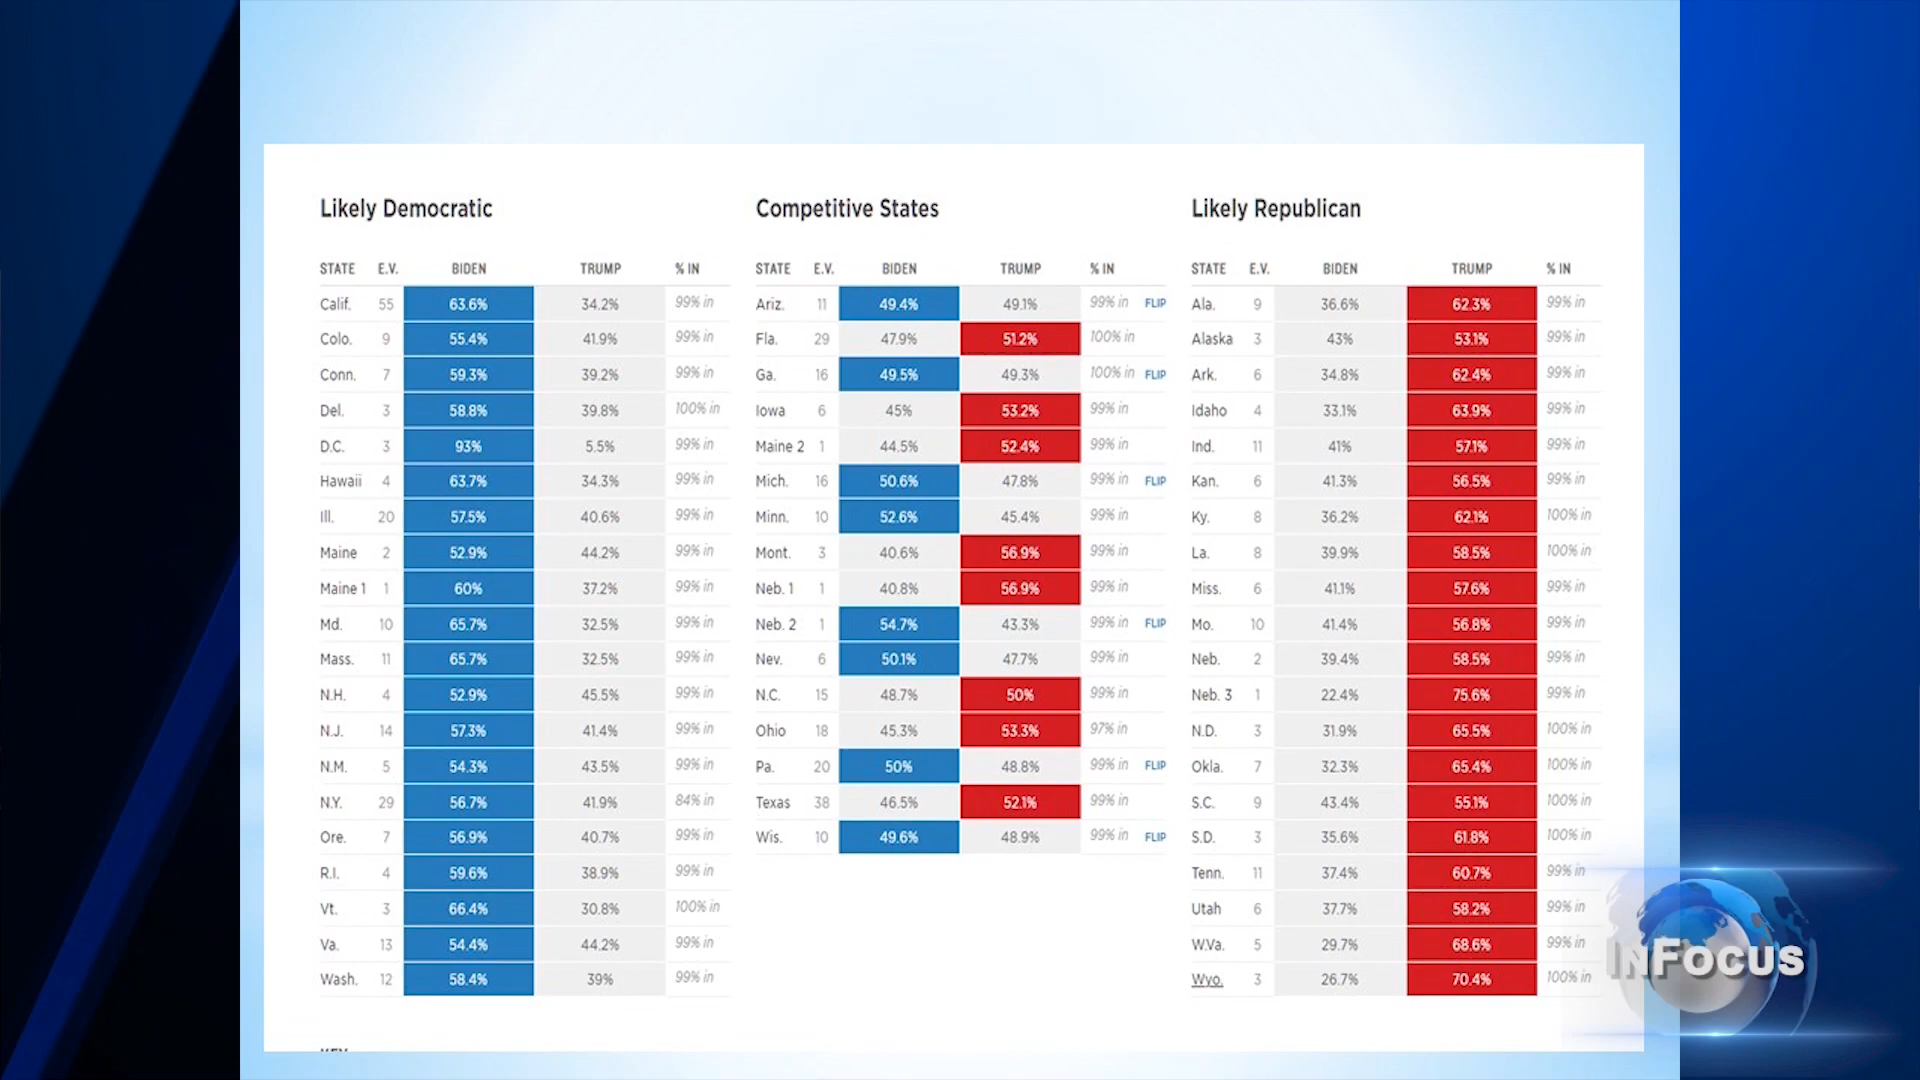 Likely Democratic
STATE E.V. BIDEN TRUMP % IN
Calif. 55 63.6% 34.2% 99% in
Colo. 9 55.4% 41.9% 99% in
Conn. 7 59.3% 39.2% 99% in
Del. 3 58.8% 39.8% 100% in
D.C. 3 93% 5.5% 99% in
Hawaii 4 63.7% 34.3% 99% in
Ill. 20 57.5% 40.6% 99% in
Maine 2 52.9% 44.2% 99% in
Maine 1 1 60% 37.2% 99% in
Md. 10 65.7% 32.5% 99% in
Mass. 11 65.7% 32.5% 99% in
N.H. 4 52.9% 45.5% 99% in
N.J. 14 57.3% 41.4% 99% in
N.M. 5 54.3% 43.5% 99% in
N.Y. 29 56.7% 41.9% 84% in
Ore. 7 56.9% 40.7% 99% in
R.I. 4 59.6% 38.9% 99% in
Vt. 3 66.4% 30.8% 100% in
Va. 13 54.4% 44.2% 99% in
Wash. 12 58.4% 39% 99% in
Competitive States
STATE E.V. BIDEN TRUMP % IN
Ariz. 11 49.4% 49.1% 99% in FLIP
Fla. 29 47.9% 51.2% 100% in
Ga. 16 49.5% 49.3% 100% in FLIP
Iowa 6 45% 53.2% 99% in
Maine 2 1 44.5% 52.4% 99% in
Mich. 16 50.6% 47.8% 99% in FLIP
Minn. 10 52.6% 45.4% 99% in
Mont. 3 40.6% 56.9% 99% in
Neb. 1 1 40.8% 56.9% 99% in
Neb. 2 1 54.7% 43.3% 99% in FLIP
Nev. 6 50.1% 47.7% 99% in
N.C. 15 48.7% 50% 99% in
Ohio 18 45.3% 53.3% 97% in
Pa. 20 50% 48.8% 99% in FLIP
Texas 38 46.5% 52.1% 99% in
Wis. 10 49.6% 48.9% 99% in FLIP
Likely Republican
STATE E.V. BIDEN TRUMP % IN
Ala. 9 36.6% 62.3% 99% in
Alaska 3 43% 53.1% 99% in
Ark. 6 34.8% 62.4% 99% in
Idaho 4 33.1% 63.9% 99% in
Ind. 11 41% 57.1% 99% in
Kan. 6 41.3% 56.5% 99% in
Ky. 8 36.2% 62.1% 100% in
La. 8 39.9% 58.5% 100% in
Miss. 6 41.1% 57.6% 99% in
Mo. 10 41.4% 56.8% 99% in
Neb. 2 39.4% 58.5% 99% in
Neb. 3 1 22.4% 75.6% 99% in
N.D. 3 31.9% 65.5% 100% in
Okla. 7 32.3% 65.4% 100% in
S.C. 9 43.4% 55.1% 100% in
S.D. 3 35.6% 61.8% 100% in
Tenn. 11 37.4% 60.7% 99% in
Utah 6 37.7% 58.2% 99% in
W.Va. 5 29.7% 68.6% 99% in
Wyo. 3 26.7% 70.4% 100% in
INFOCUS